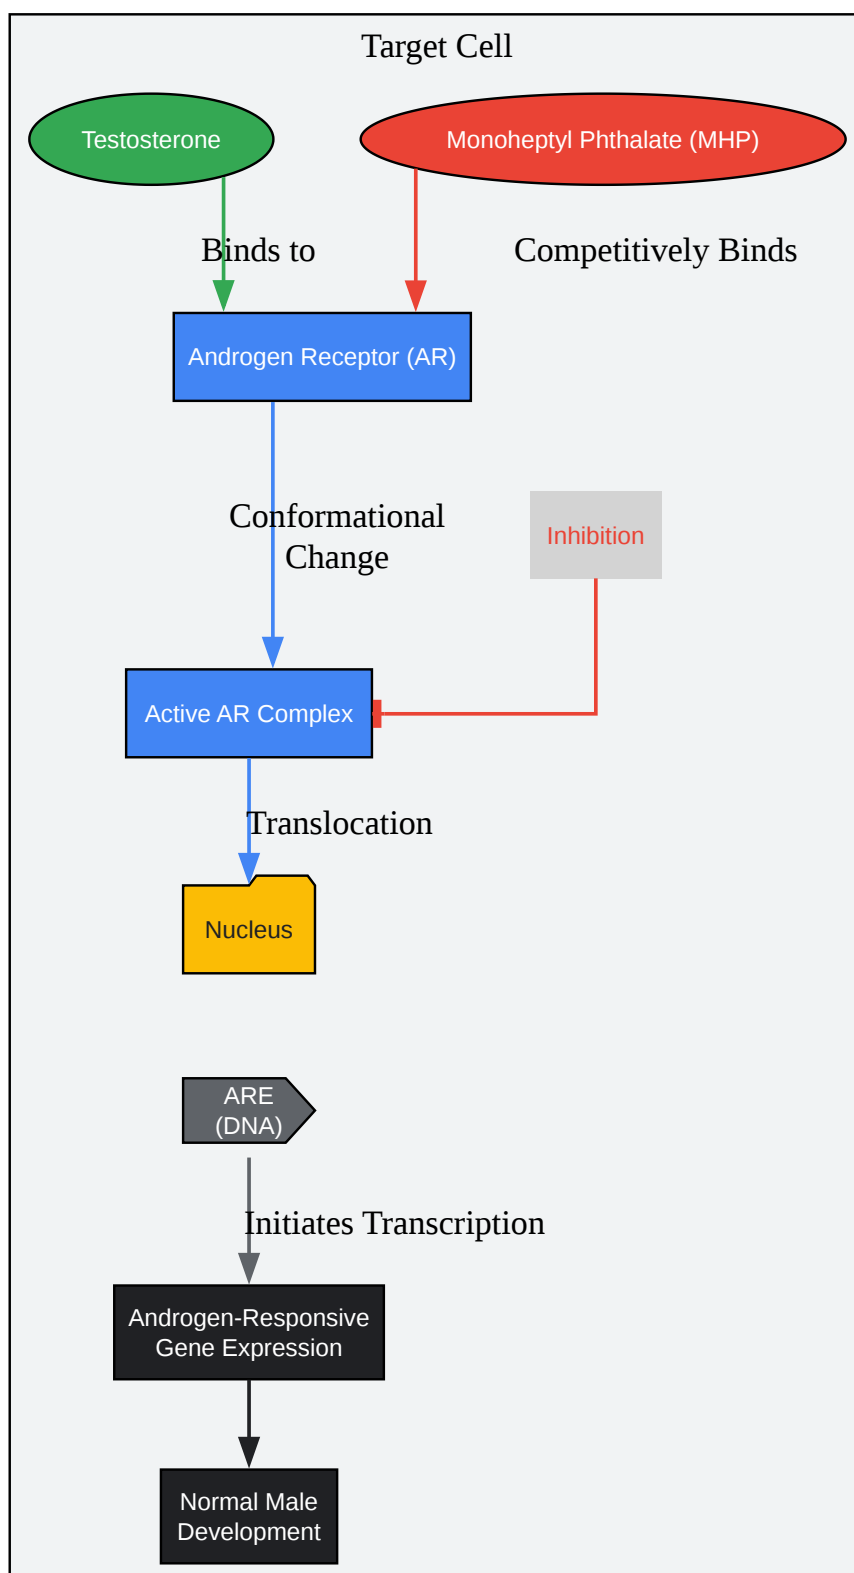 Target Cell
Testosterone
Monoheptyl Phthalate (MHP)
Binds to
Competitively Binds
Androgen Receptor (AR)
Conformational
Change
Inhibition
Active AR Complex
Translocation
Nucleus
ARE
(DNA)
Initiates Transcription
Androgen-Responsive
Gene Expression
Normal Male
Development